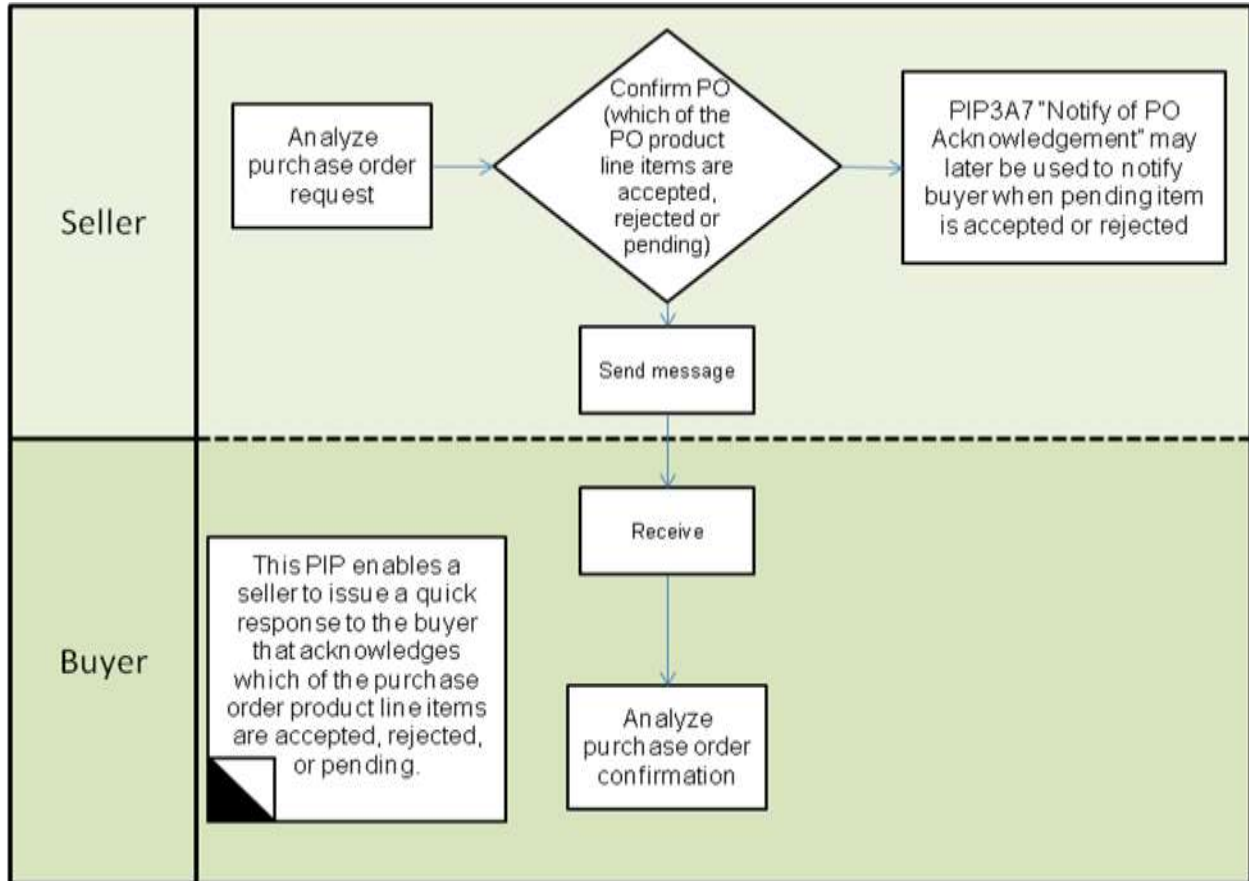 Seller
Analyze
purchase order
request
Confirm PO
(which of the
PO product
line items are
accepted,
rejected or
pending)
PIP3A7 "Notify of PO
Acknowledgement" may
later be used to notify
buyer when pending item
is accepted or rejected
Send message
Buyer
Receive
This PIP enables a
seller to issue a quick
response to the buyer
that acknowledges
which of the purchase
order product line items
are accepted, rejected,
or pending.
Analyze
purchase order
confirmation